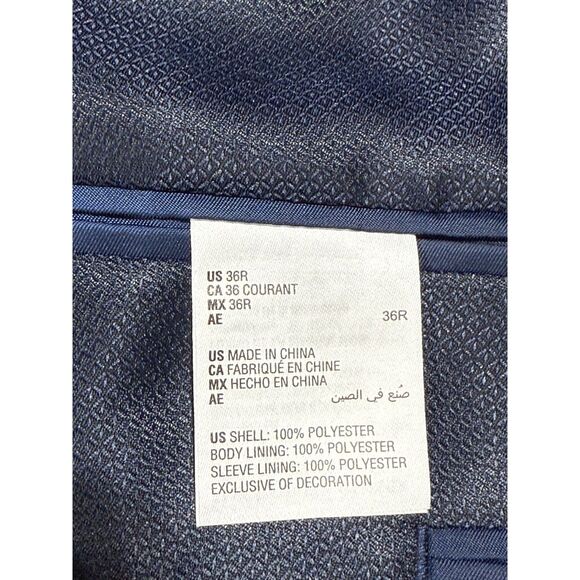 US 36R
CA 36 COURANT
MX 36R
AE 36R
US MADE IN CHINA
CA FABRIQUÉ EN CHINE
MX HECHO EN CHINA
AE صُنع في الصين
US SHELL: 100% POLYESTER
BODY LINING: 100% POLYESTER
SLEEVE LINING: 100% POLYESTER
EXCLUSIVE OF DECORATION